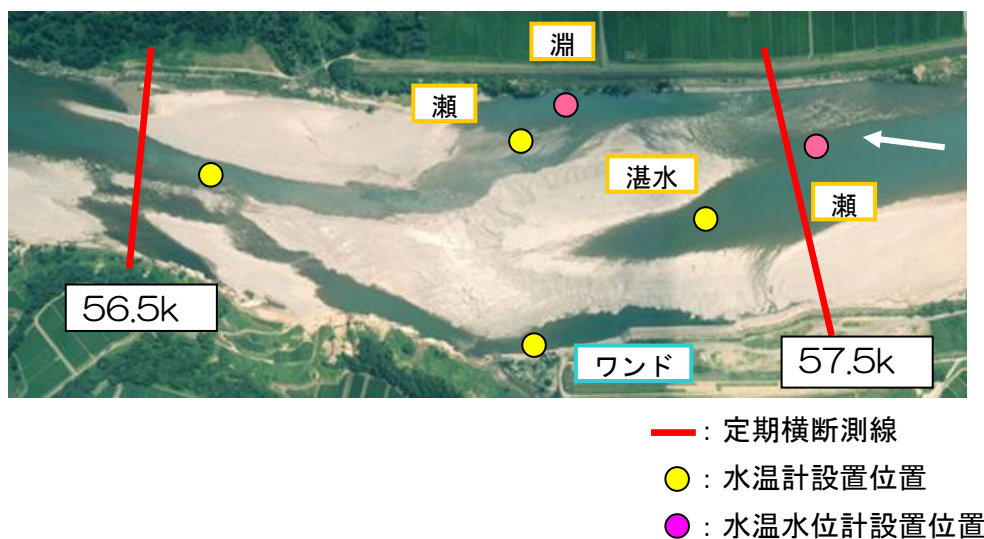 淵
瀬
湛水
瀬
56.5k
ワンド
57.5k
：定期横断測線
：水温計設置位置
：水温水位計設置位置